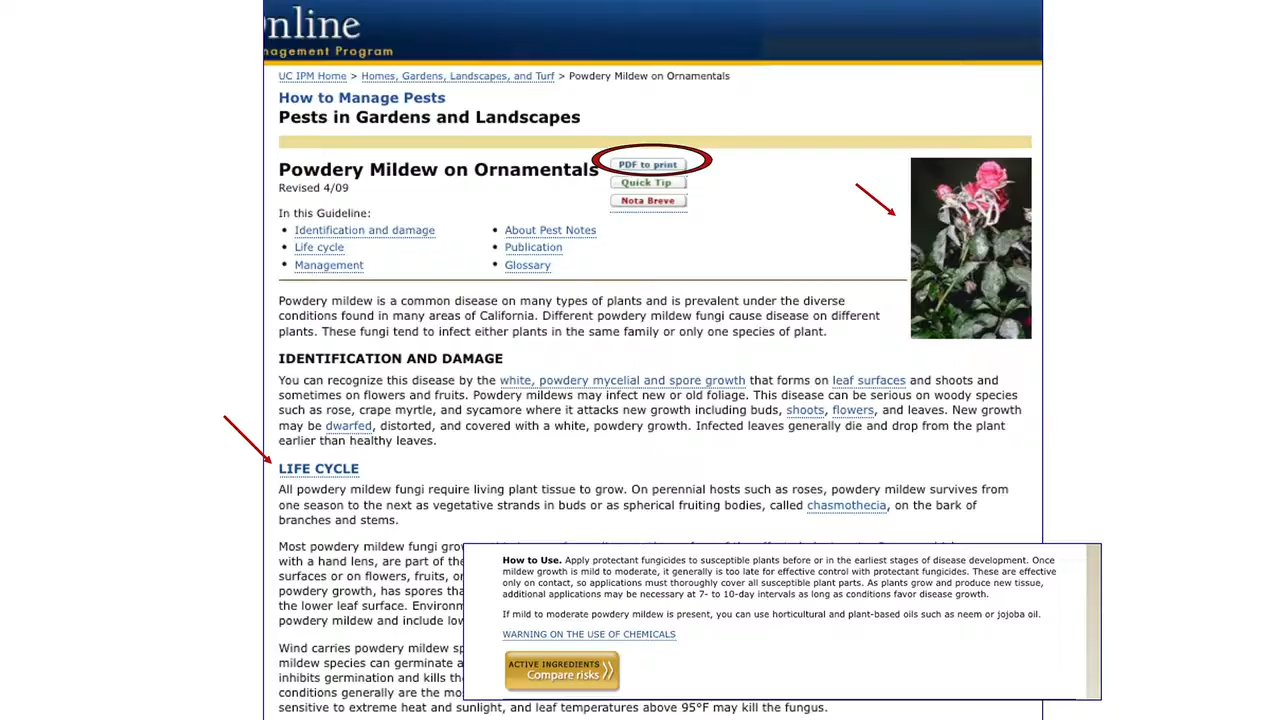 Online
nagement Program
UC IPM Home > Homes, Gardens, Landscapes, and Turf > Powdery Mildew on Ornamentals
How to Manage Pests
Pests in Gardens and Landscapes
Powdery Mildew on Ornamentals
PDF to print
Quick Tip
Nota Breve
Revised 4/09
In this Guideline:
• Identification and damage
• Life cycle
• Management
• About Pest Notes
• Publication
• Glossary
Powdery mildew is a common disease on many types of plants and is prevalent under the diverse
conditions found in many areas of California. Different powdery mildew fungi cause disease on different
plants. These fungi tend to infect either plants in the same family or only one species of plant.
IDENTIFICATION AND DAMAGE
You can recognize this disease by the white, powdery mycelial and spore growth that forms on leaf surfaces and shoots and
sometimes on flowers and fruits. Powdery mildews may infect new or old foliage. This disease can be serious on woody species
such as rose, crape myrtle, and sycamore where it attacks new growth including buds, shoots, flowers, and leaves. New growth
may be dwarfed, distorted, and covered with a white, powdery growth. Infected leaves generally die and drop from the plant
earlier than healthy leaves.
LIFE CYCLE
All powdery mildew fungi require living plant tissue to grow. On perennial hosts such as roses, powdery mildew survives from
one season to the next as vegetative strands in buds or as spherical fruiting bodies, called chasmothecia, on the bark of
branches and stems.
Most powdery mildew fungi grow
with a hand lens, are part of the
surfaces or on flowers, fruits, or
powdery growth, has spores tha
the lower leaf surface. Environm
powdery mildew and include low
Wind carries powdery mildew sp
mildew species can germinate a
inhibits germination and kills the
conditions generally are the mos
sensitive to extreme heat and sunlight, and leaf temperatures above 95°F may kill the fungus.
How to Use. Apply protectant fungicides to susceptible plants before or in the earliest stages of disease development. Once
mildew growth is mild to moderate, it generally is too late for effective control with protectant fungicides. These are effective
only on contact, so applications must thoroughly cover all susceptible plant parts. As plants grow and produce new tissue,
additional applications may be necessary at 7- to 10-day intervals as long as conditions favor disease growth.
If mild to moderate powdery mildew is present, you can use horticultural and plant-based oils such as neem or jojoba oil.
WARNING ON THE USE OF CHEMICALS
ACTIVE INGREDIENTS
Compare risks